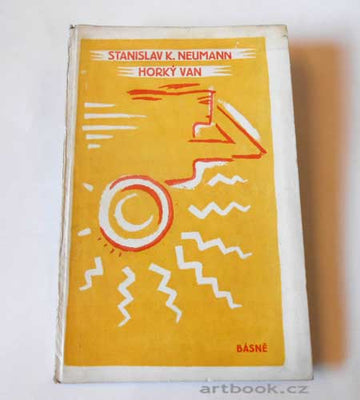 STANISLAV K. NEUMANN
HORKÝ VAN
BÁSNĚ
artbook.cz